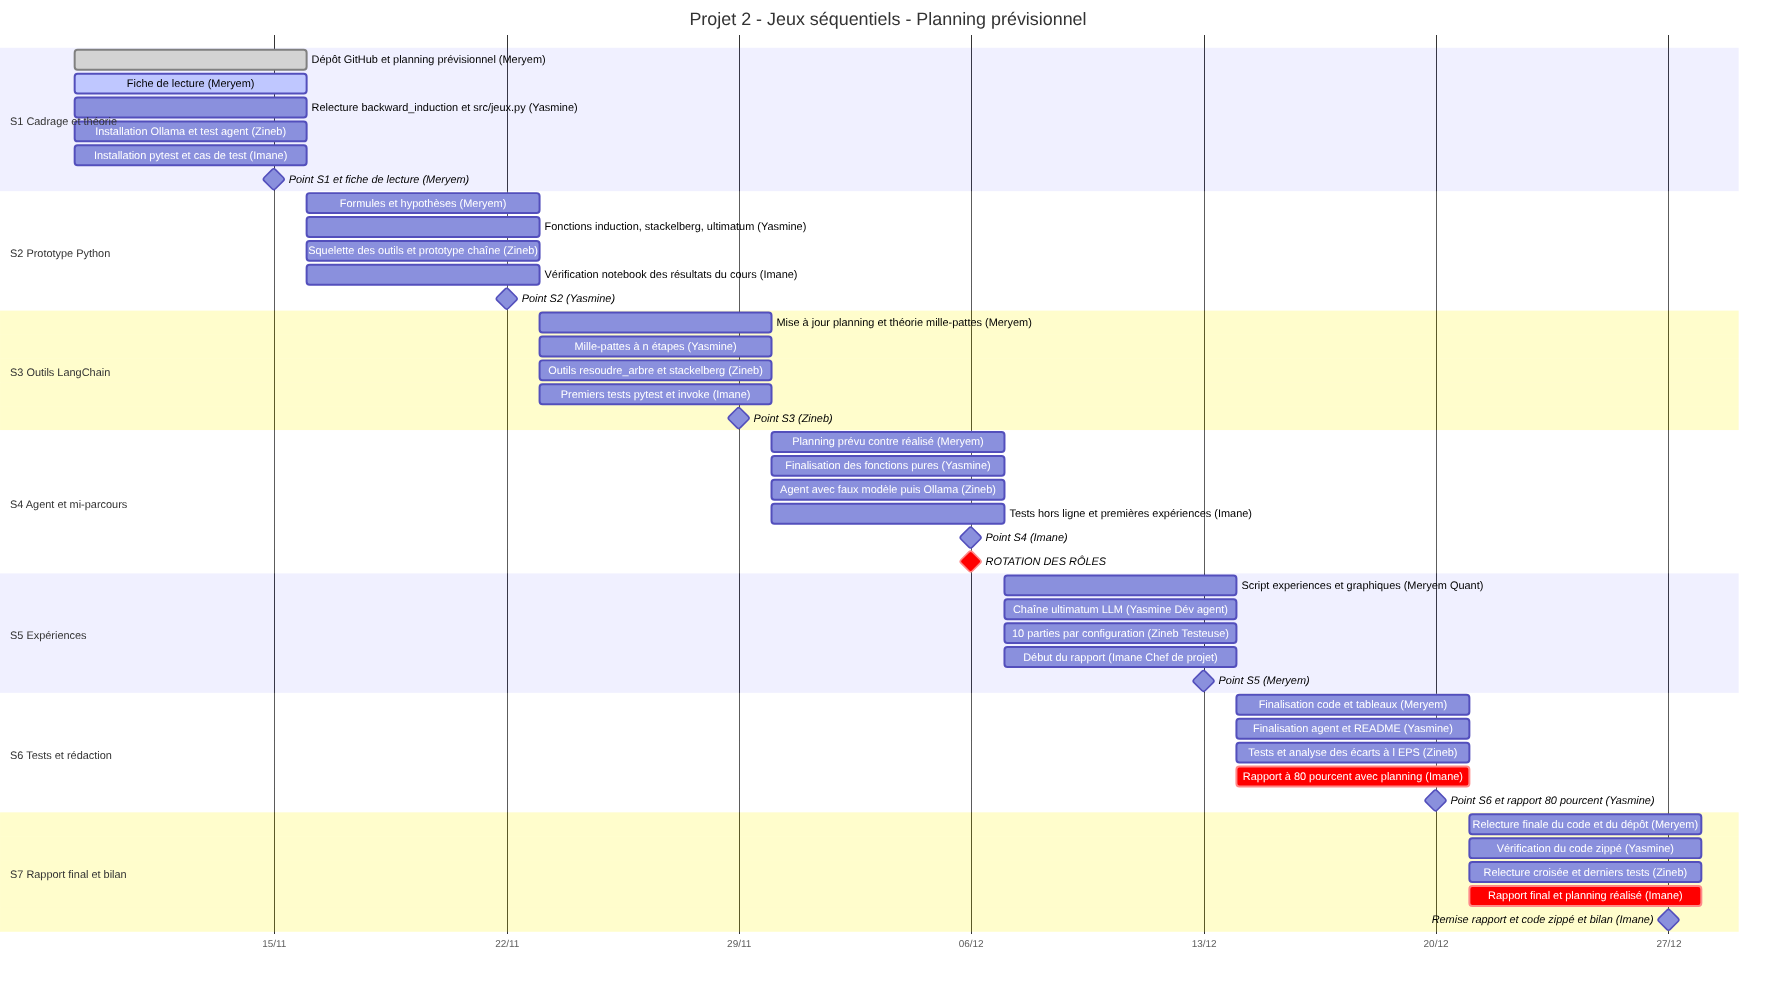 Projet 2 - Jeux séquentiels - Planning prévisionnel
Dépôt GitHub et planning prévisionnel (Meryem)
Fiche de lecture (Meryem)
Relecture backward_induction et src/jeux.py (Yasmine)
S1 Cadrage et théorie
Installation Ollama et test agent (Zineb)
Installation pytest et cas de test (Imane)
Point S1 et fiche de lecture (Meryem)
Formules et hypothèses (Meryem)
Fonctions induction, stackelberg, ultimatum (Yasmine)
S2 Prototype Python
Squelette des outils et prototype chaîne (Zineb)
Vérification notebook des résultats du cours (Imane)
Point S2 (Yasmine)
Mise à jour planning et théorie mille-pattes (Meryem)
Mille-pattes à n étapes (Yasmine)
S3 Outils LangChain
Outils resoudre_arbre et stackelberg (Zineb)
Premiers tests pytest et invoke (Imane)
Point S3 (Zineb)
Planning prévu contre réalisé (Meryem)
Finalisation des fonctions pures (Yasmine)
Agent avec faux modèle puis Ollama (Zineb)
S4 Agent et mi-parcours
Tests hors ligne et premières expériences (Imane)
Point S4 (Imane)
ROTATION DES RÔLES
Script experiences et graphiques (Meryem Quant)
Chaîne ultimatum LLM (Yasmine Dév agent)
S5 Expériences
10 parties par configuration (Zineb Testeuse)
Début du rapport (Imane Chef de projet)
Point S5 (Meryem)
Finalisation code et tableaux (Meryem)
Finalisation agent et README (Yasmine)
S6 Tests et rédaction
Tests et analyse des écarts à l EPS (Zineb)
Rapport à 80 pourcent avec planning (Imane)
Point S6 et rapport 80 pourcent (Yasmine)
Relecture finale du code et du dépôt (Meryem)
Vérification du code zippé (Yasmine)
S7 Rapport final et bilan
Relecture croisée et derniers tests (Zineb)
Rapport final et planning réalisé (Imane)
Remise rapport et code zippé et bilan (Imane)
15/11 22/11 29/11 06/12 13/12 20/12 27/12